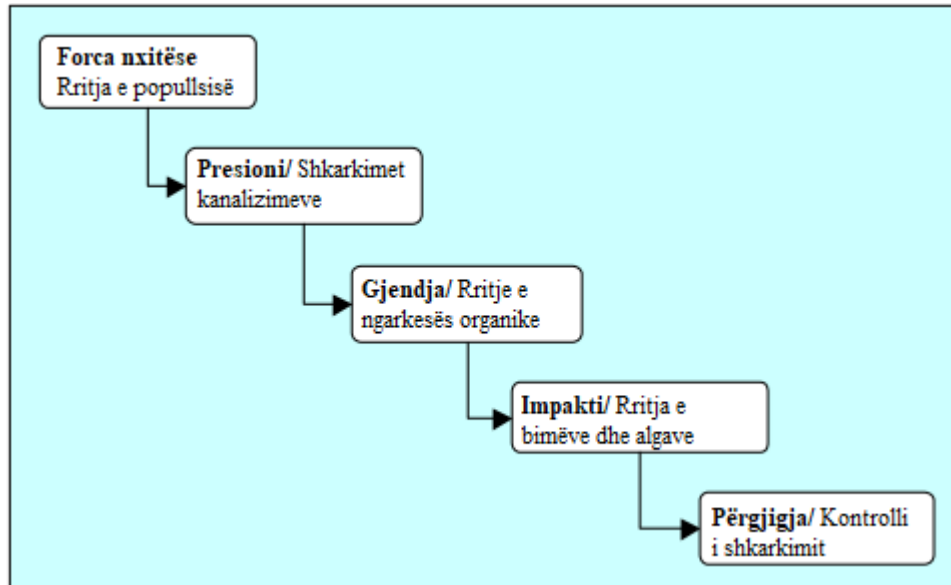 Forca nxitëse
Rritja e popullsisë
Presioni/ Shkarkimet
kanalizimeve
Gjendja/ Rritje e
ngarkesës organike
Impakti/ Rritja e
bimëve dhe algave
Përgjigja/ Kontrolli
i shkarkimit